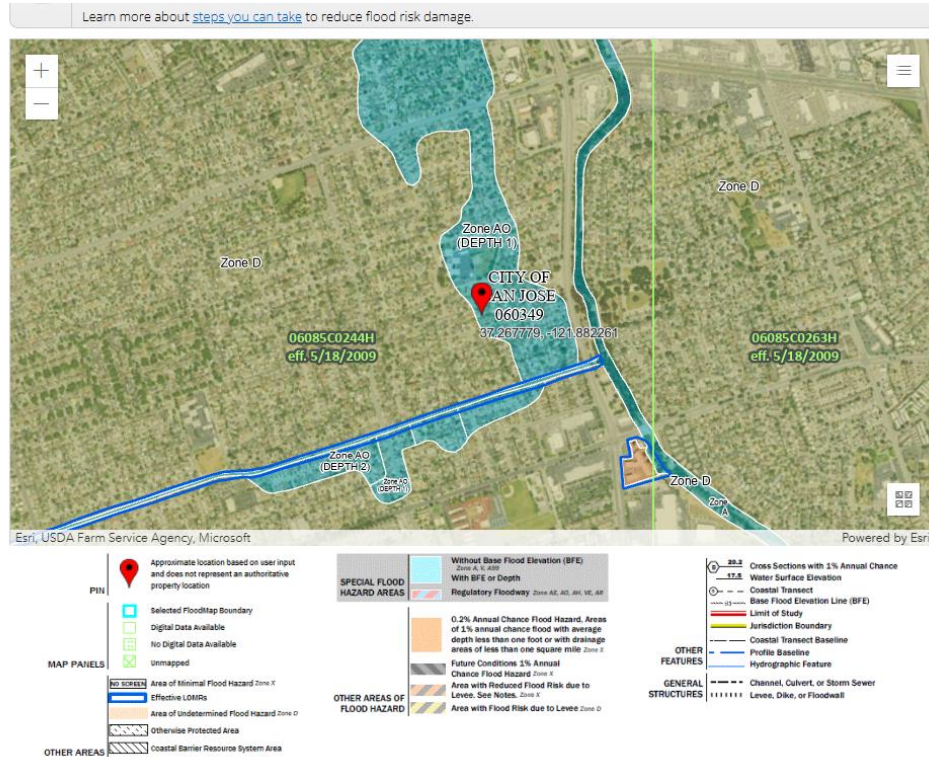 Learn more about steps you can take to reduce flood risk damage.
+
−
Zone D
Zone AO
(DEPTH 1)
Zone D
CITY OF
AN JOSE
060349
37.267779, -121.882261
06085C0244H
eff. 5/18/2009
06085C0263H
eff. 5/18/2009
Zone AO
(DEPTH 2)
Zone AO
(DEPTH 1)
Zone D
Zone
A
Esri, USDA Farm Service Agency, Microsoft
Powered by Esri
PIN
Approximate location based on user input
and does not represent an authoritative
property location
MAP PANELS
Selected FloodMap Boundary
Digital Data Available
No Digital Data Available
Unmapped
OTHER AREAS
NO SCREEN Area of Minimal Flood Hazard Zone X
Effective LOMRs
Area of Undetermined Flood Hazard Zone D
Otherwise Protected Area
Coastal Barrier Resource System Area
SPECIAL FLOOD
HAZARD AREAS
Without Base Flood Elevation (BFE)
Zone A, V, A99
With BFE or Depth
Regulatory Floodway Zone AE, AO, AH, VE, AR
OTHER AREAS OF
FLOOD HAZARD
0.2% Annual Chance Flood Hazard, Areas
of 1% annual chance flood with average
depth less than one foot or with drainage
areas of less than one square mile Zone X
Future Conditions 1% Annual
Chance Flood Hazard Zone X
Area with Reduced Flood Risk due to
Levee. See Notes. Zone X
Area with Flood Risk due to Levee Zone D
OTHER
FEATURES
20.2 Cross Sections with 1% Annual Chance
17.5 Water Surface Elevation
Coastal Transect
Base Flood Elevation Line (BFE)
Limit of Study
Jurisdiction Boundary
Coastal Transect Baseline
Profile Baseline
Hydrographic Feature
GENERAL
STRUCTURES
Channel, Culvert, or Storm Sewer
Levee, Dike, or Floodwall